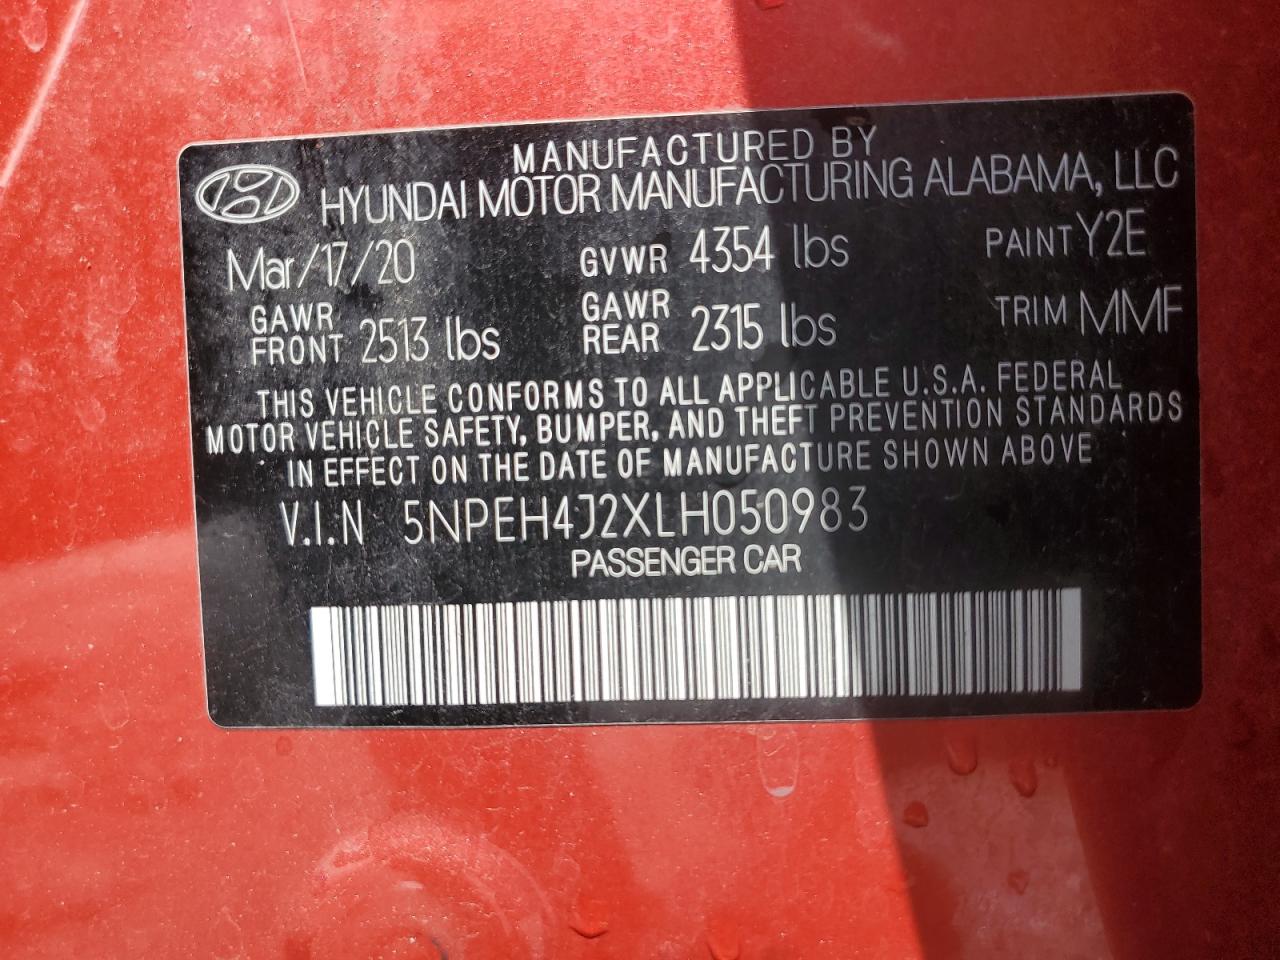 MANUFACTURED BY
HYUNDAI MOTOR MANUFACTURING ALABAMA, LLC
Mar/17/20 GVWR 4354 lbs PAINT Y2E
GAWR FRONT 2513 lbs GAWR REAR 2315 lbs TRIM MMF
THIS VEHICLE CONFORMS TO ALL APPLICABLE U.S.A. FEDERAL
MOTOR VEHICLE SAFETY, BUMPER, AND THEFT PREVENTION STANDARDS
IN EFFECT ON THE DATE OF MANUFACTURE SHOWN ABOVE
V.I.N 5NPEH4J2XLH050983
PASSENGER CAR